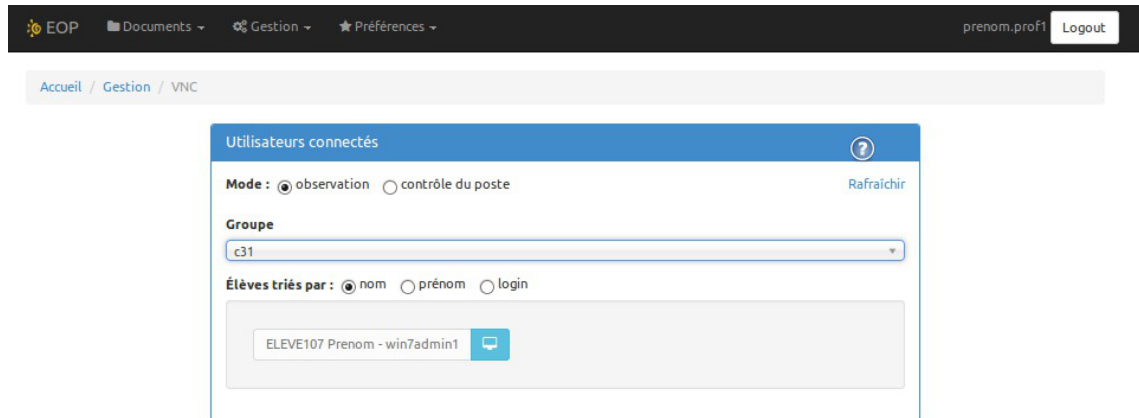 EOP Documents Gestion Préférences prenom.prof1 Logout
Accueil / Gestion / VNC
Utilisateurs connectés ?
Mode : observation contrôle du poste Rafraîchir
Groupe
c31
Élèves triés par : nom prénom login
ELEVE107 Prenom - win7admin1